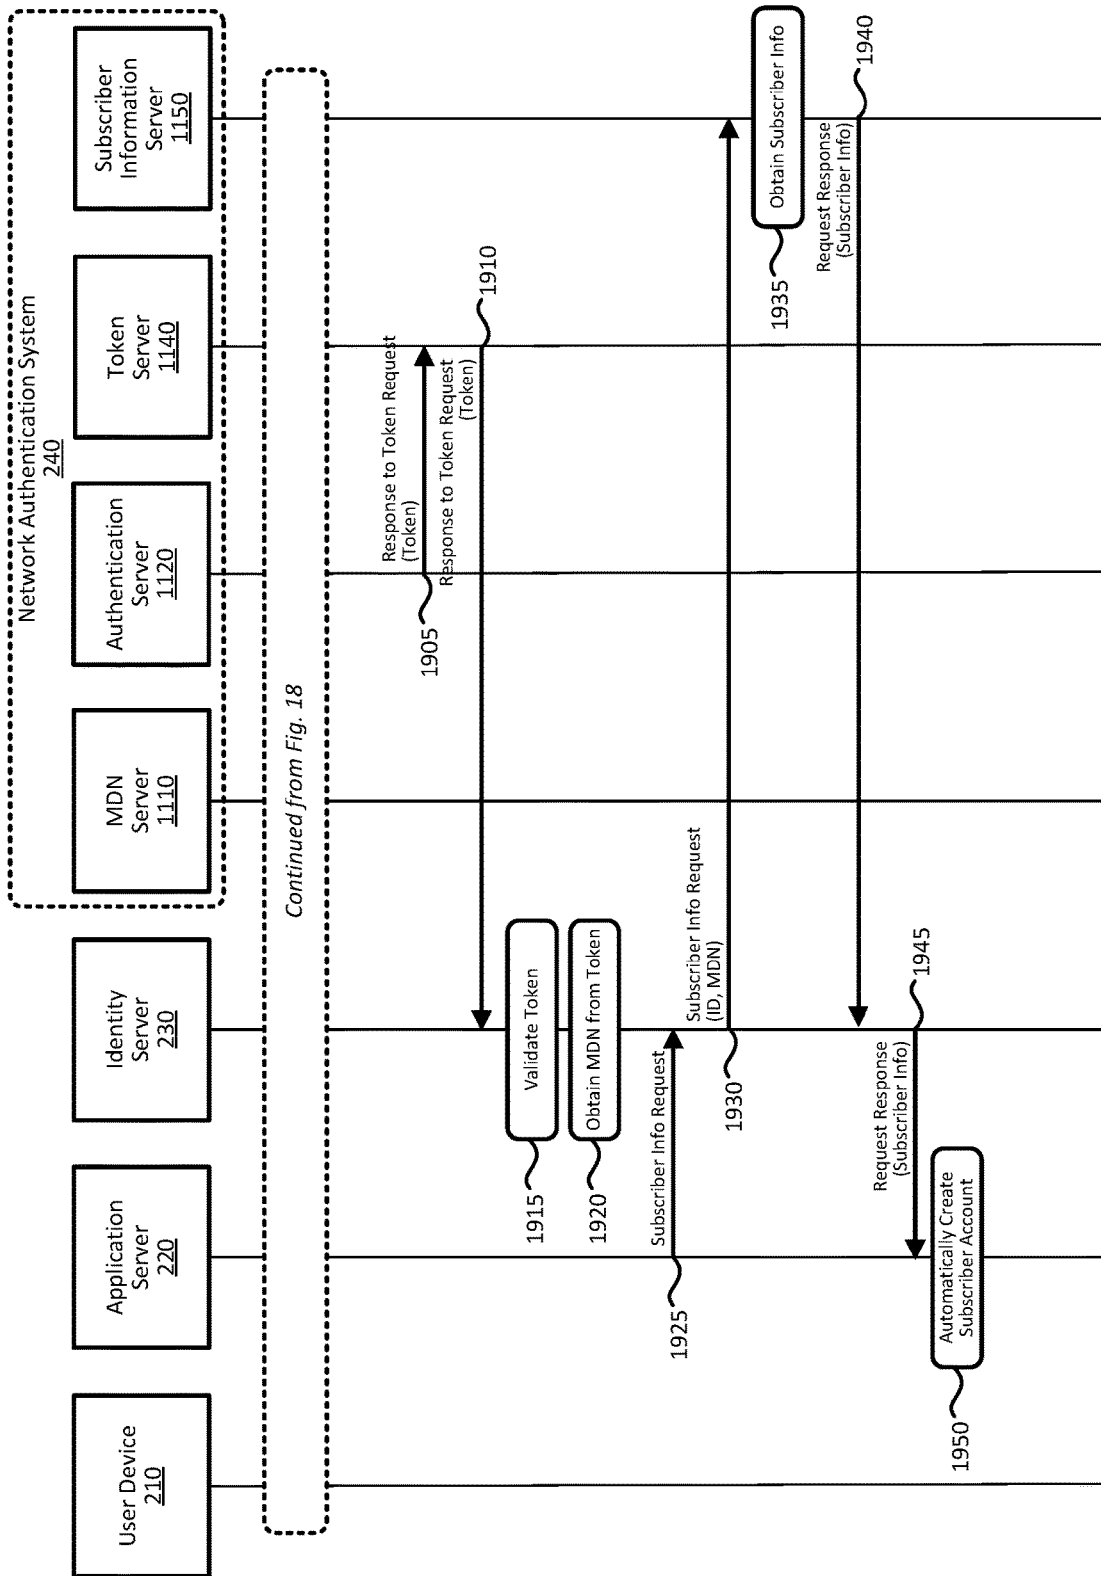 Network Authentication System
240
User Device
210
Application
Server
220
Identity
Server
230
MDN
Server
1110
Authentication
Server
1120
Token
Server
1140
Subscriber
Information
Server
1150
Continued from Fig. 18
Response to Token Request
(Token)
1905
Response to Token Request
(Token)
1910
Validate Token
1915
Obtain MDN from Token
1920
Subscriber Info Request
1925
Subscriber Info Request
(ID, MDN)
1930
Obtain Subscriber Info
1935
Request Response
(Subscriber Info)
1940
Request Response
(Subscriber Info)
1945
Automatically Create
Subscriber Account
1950